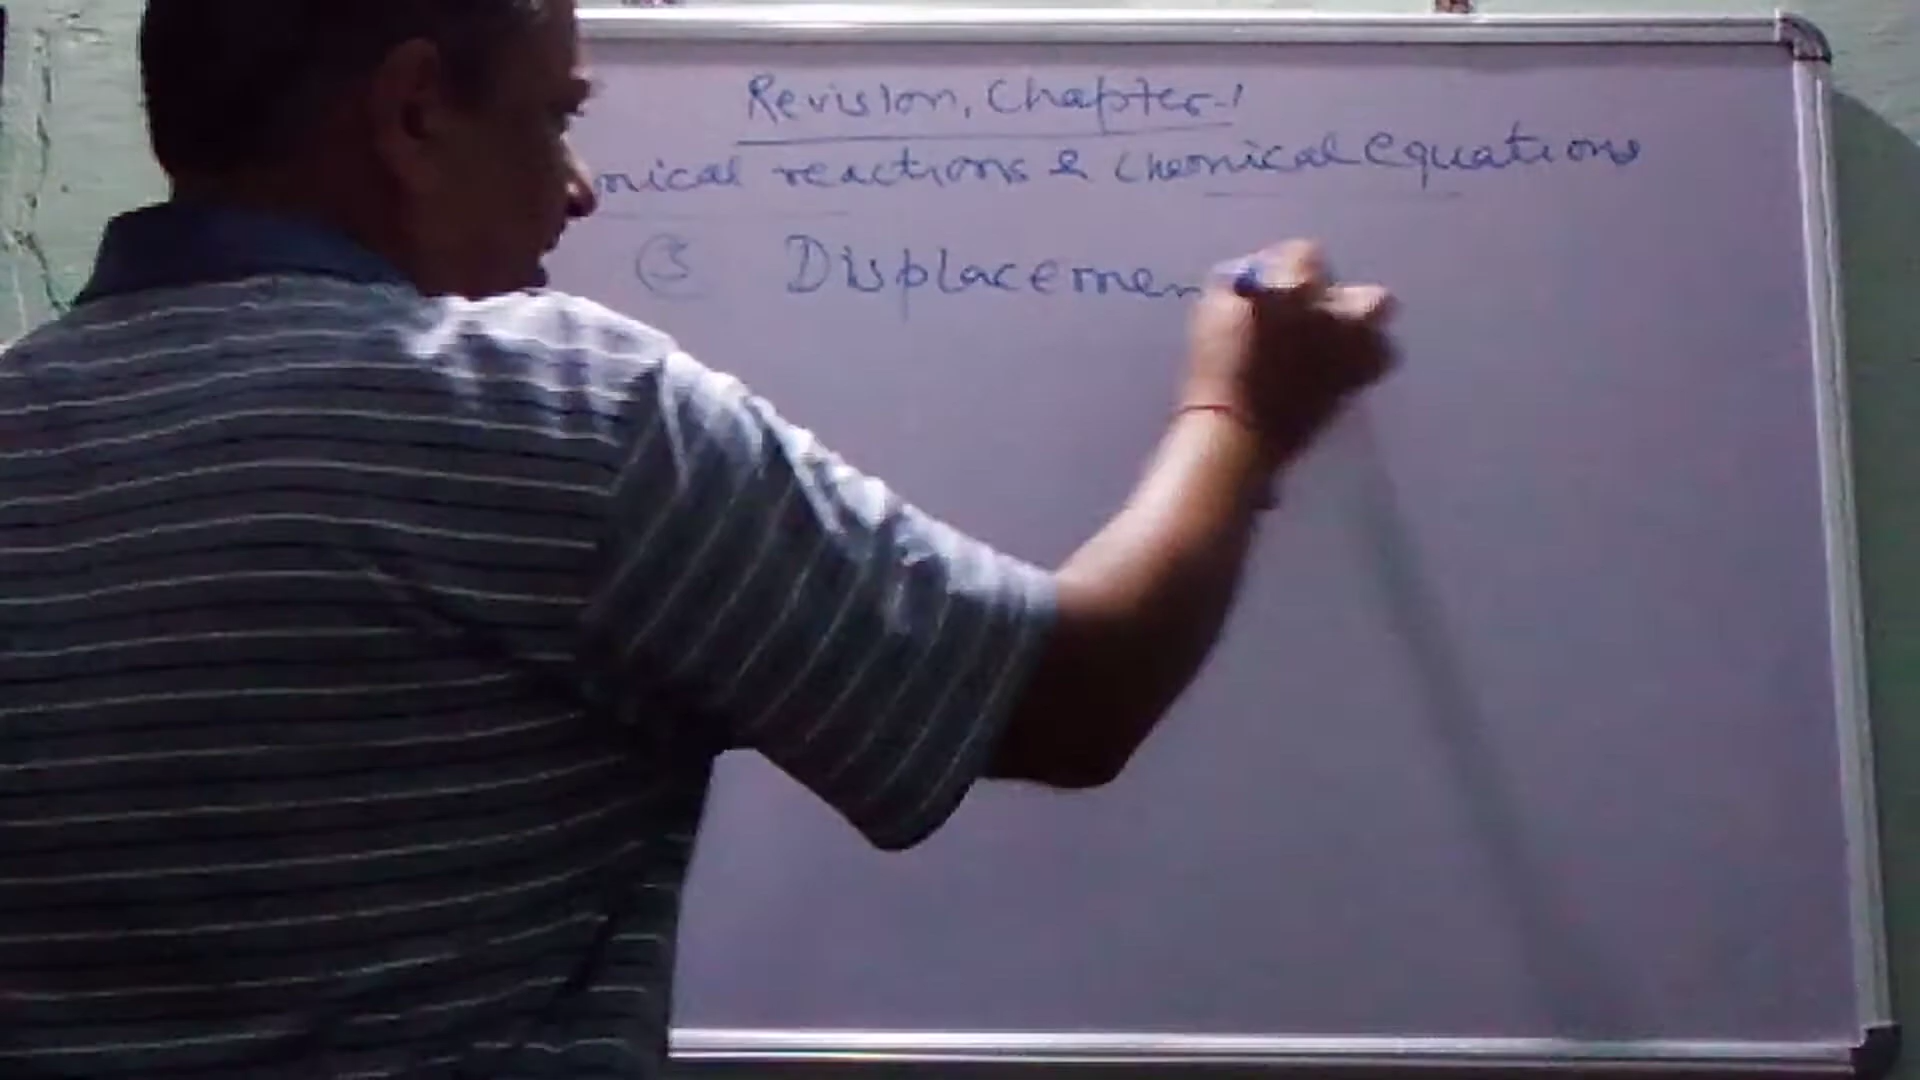 Revision, Chapter-1
mical reactions & Chemical equations
③ Displacemen